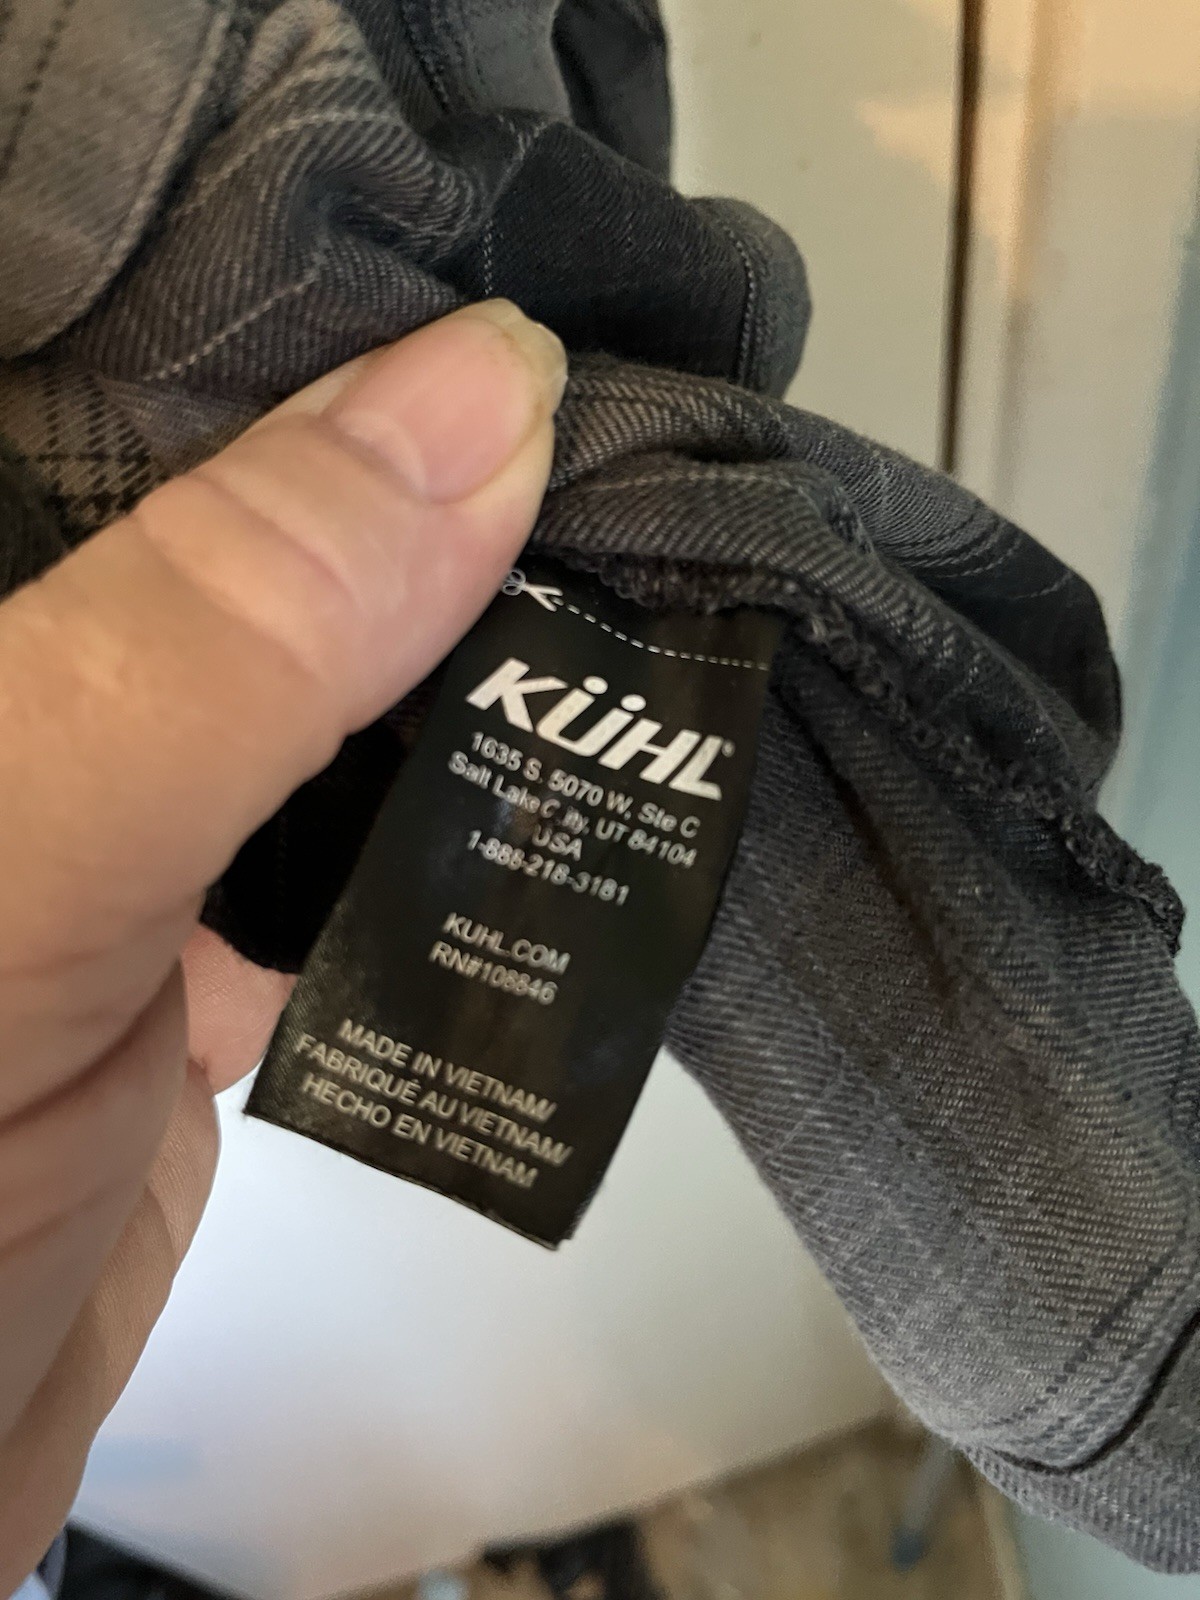 KÜHL®
1635 S. 5070 W, Ste C
Salt Lake City, UT 84104
USA
1-888-218-3181
KUHL.COM
RN#108846
MADE IN VIETNAM/
FABRIQUÉ AU VIETNAM/
HECHO EN VIETNAM